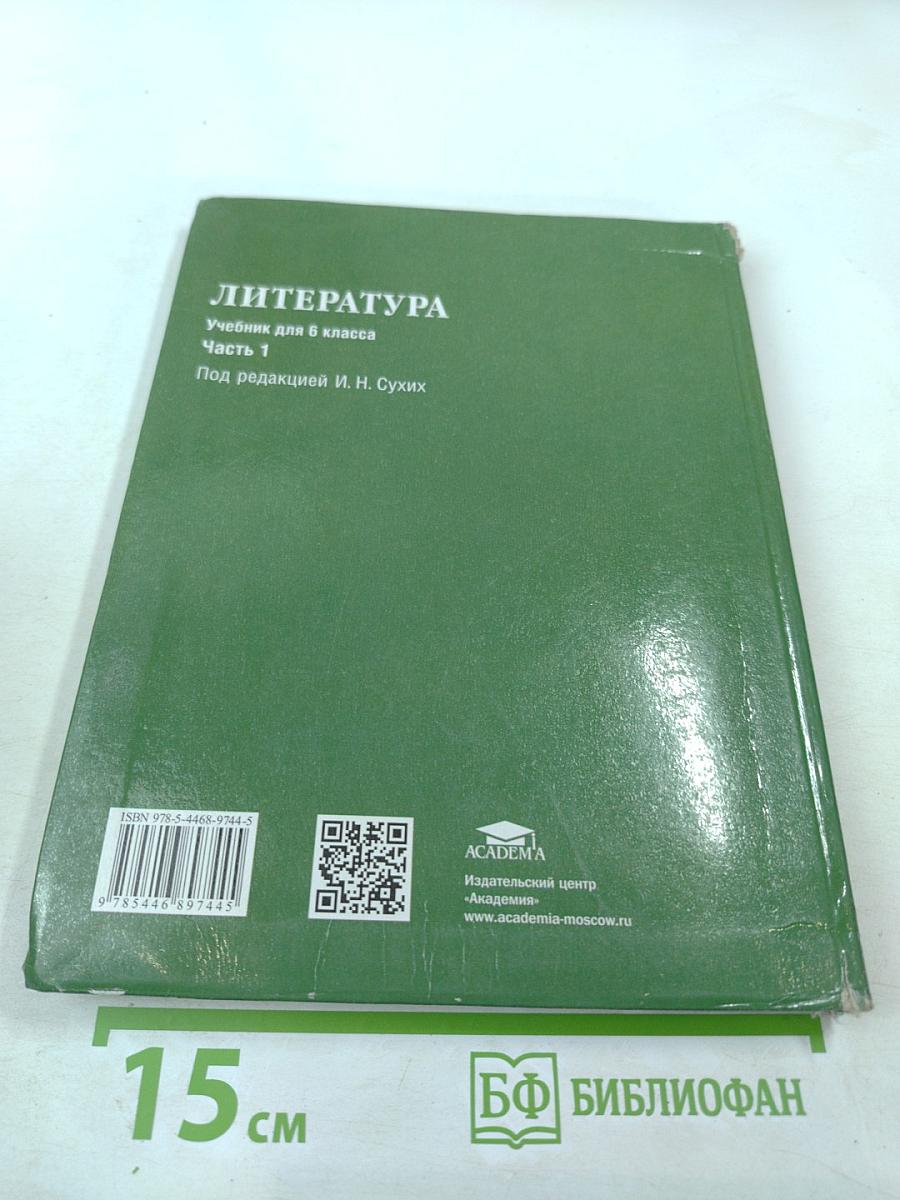 ЛИТЕРАТУРА
Учебник для 6 класса
Часть 1
Под редакцией И. Н. Сухих
ISBN 978-5-4468-9744-5
9 785446 897445
ACADEMA
Издательский центр
«Академия»
www.academia-moscow.ru
15 см
БФ БИБЛИОФАН